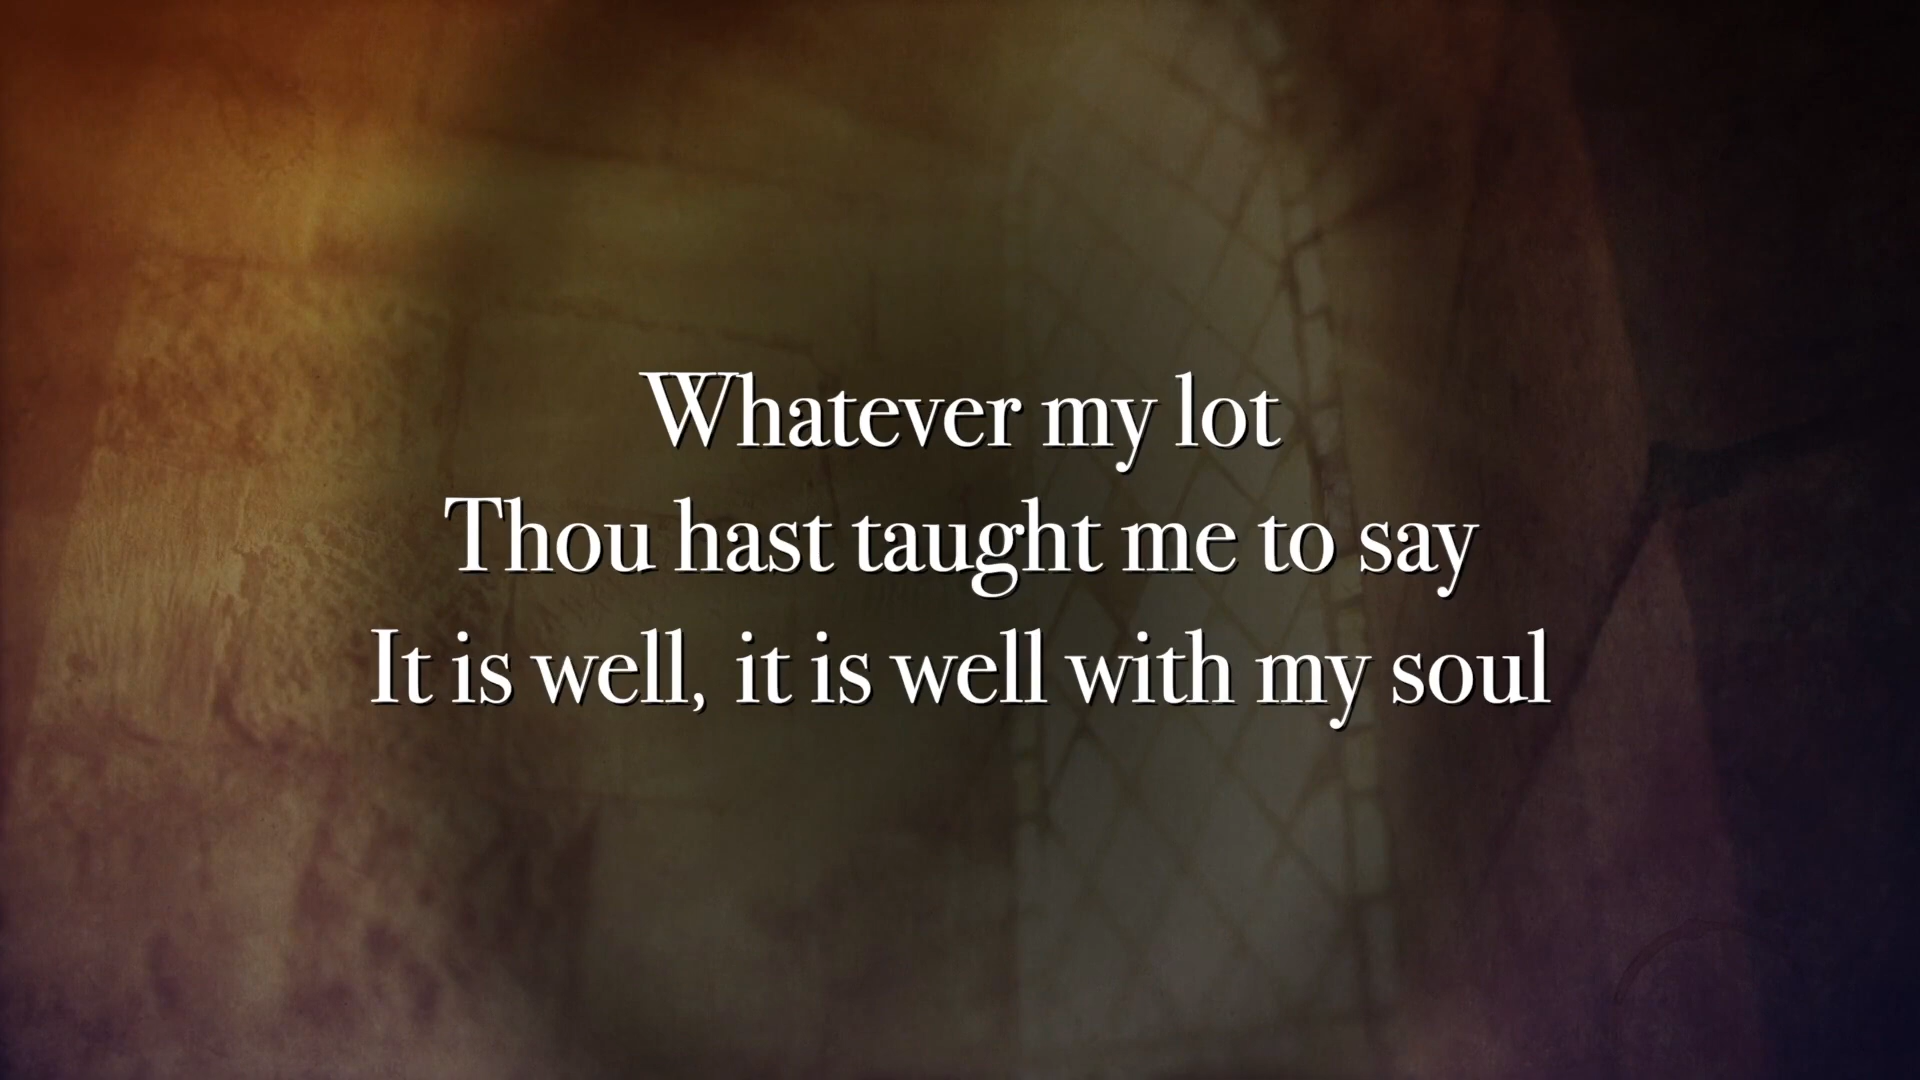 Whatever my lot
Thou hast taught me to say
It is well, it is well with my soul